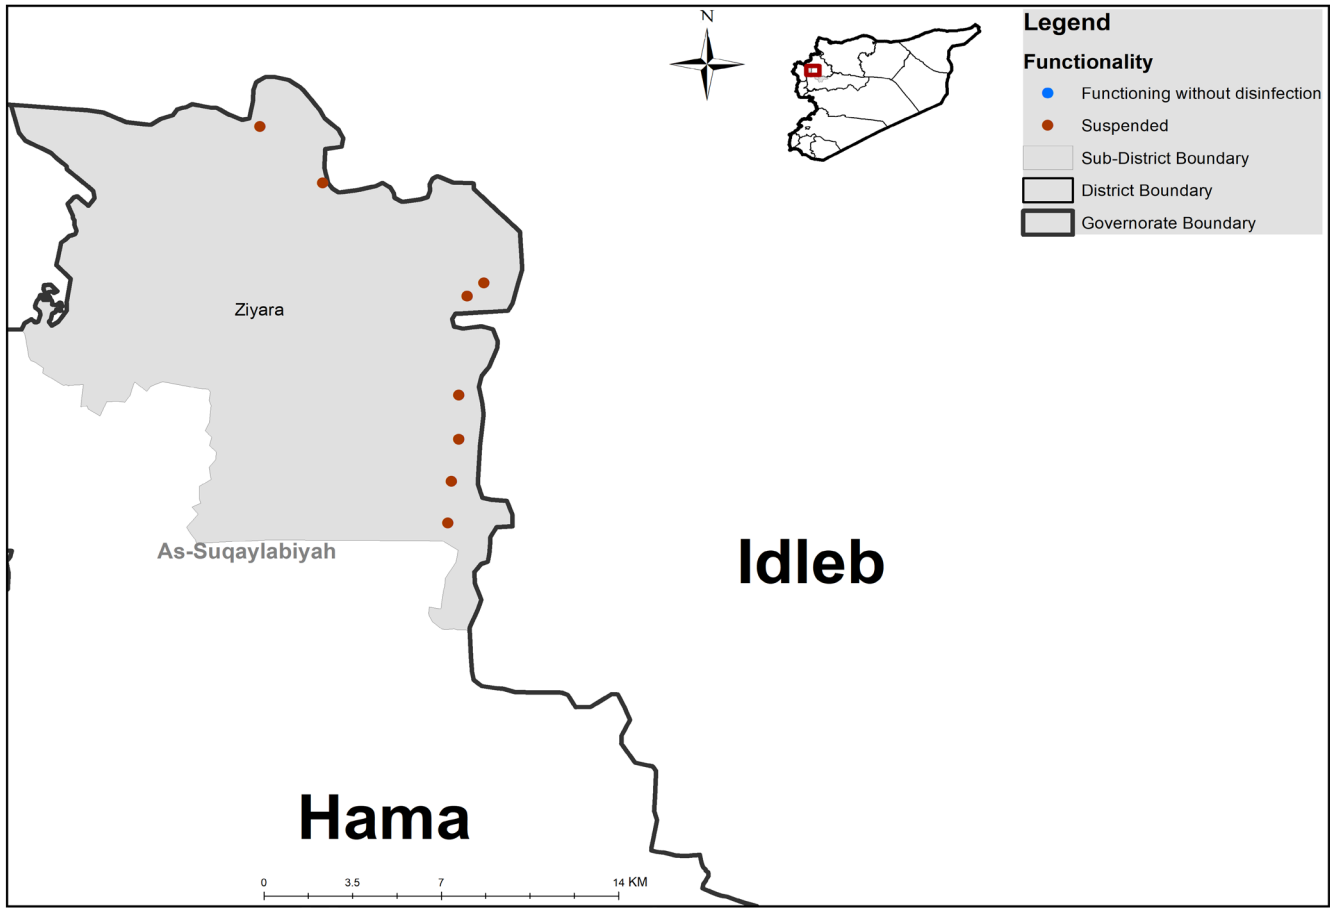 N
Legend
Functionality
Functioning without disinfection
Suspended
Sub-District Boundary
District Boundary
Governorate Boundary
Ziyara
As-Suqaylabiyah
Idleb
Hama
0 3.5 7 14 KM